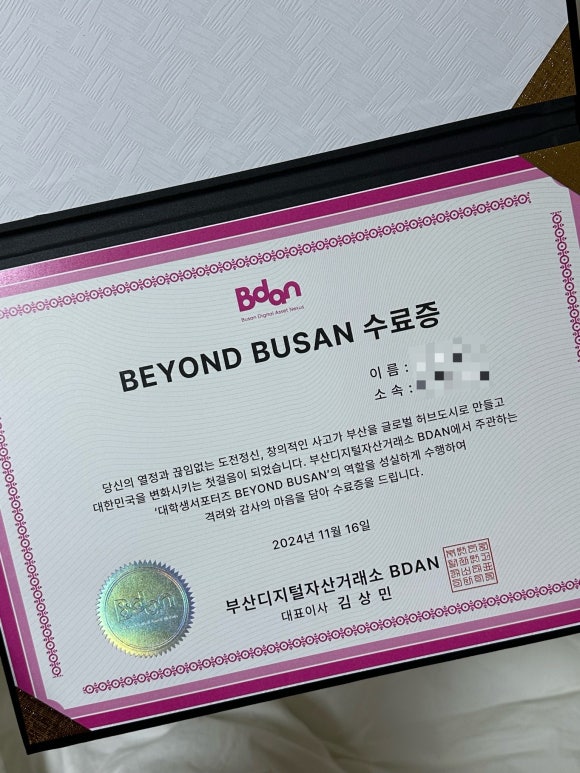 Bdan
Busan Digital Asset Nexus
BEYOND BUSAN 수료증
이 름 :
소 속 :
당신의 열정과 끊임없는 도전정신, 창의적인 사고가 부산을 글로벌 허브도시로 만들고
대한민국을 변화시키는 첫걸음이 되었습니다. 부산디지털자산거래소 BDAN에서 주관하는
‘대학생서포터즈 BEYOND BUSAN’의 역할을 성실하게 수행하여
격려와 감사의 마음을 담아 수료증을 드립니다.
2024년 11월 16일
부산디지털자산거래소 BDAN
대표이사 김 상 민
Bdan